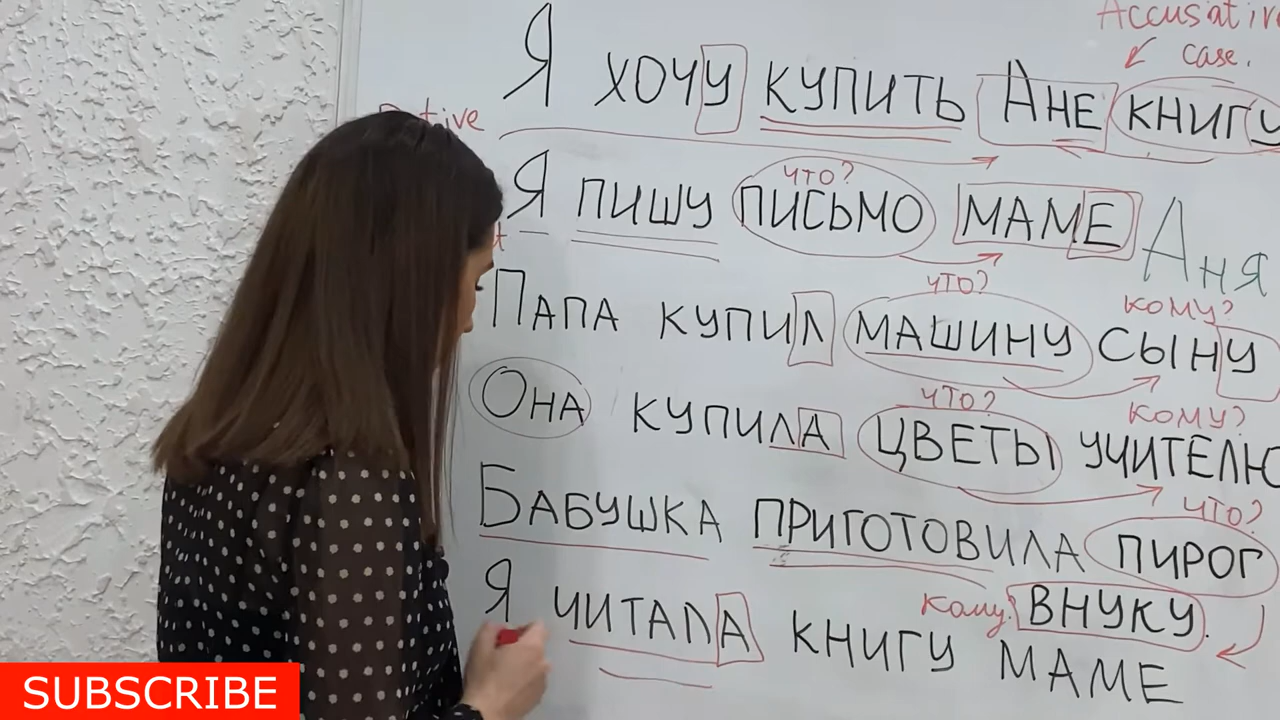 Accusative
case.
Я ХОЧУ КУПИТЬ АНЕ КНИГУ
ЧТО?
Я ПИШУ ПИСЬМО МАМЕ Аня
ЧТО? КОМУ?
ПАПА КУПИЛ МАШИНУ СЫНУ
ЧТО? КОМУ?
ОНА КУПИЛА ЦВЕТЫ УЧИТЕЛЮ
ЧТО?
БАБУШКА ПРИГОТОВИЛА ПИРОГ
Кому? ВНУКУ.
Я ЧИТАЛА КНИГУ МАМЕ
SUBSCRIBE